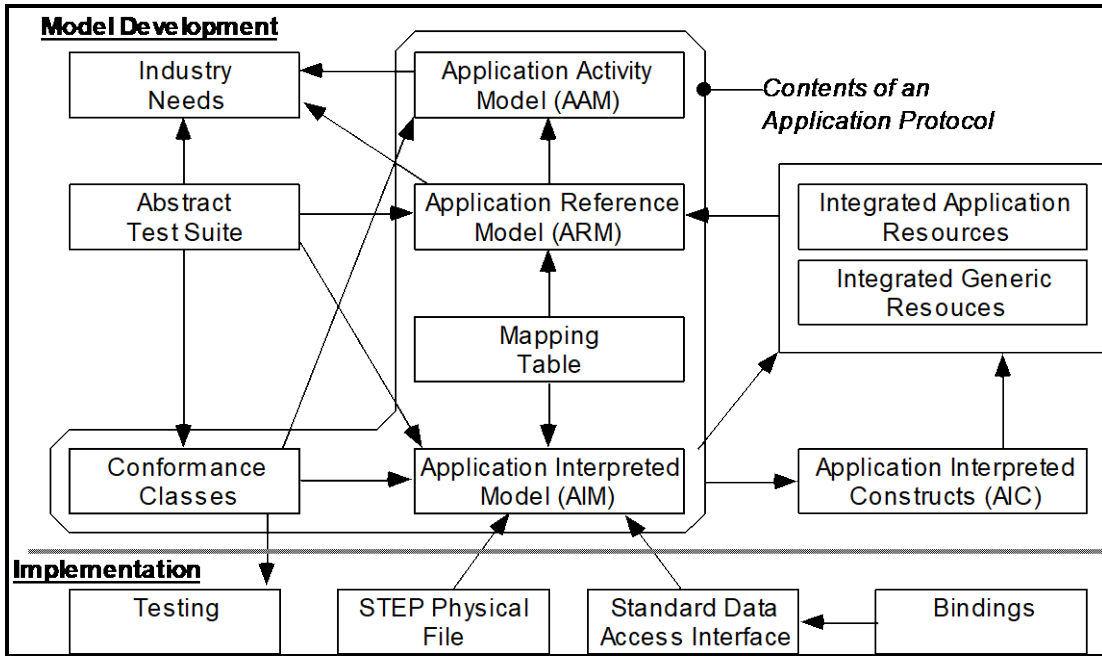 Model Development
Industry
Needs
Application Activity
Model (AAM)
Contents of an
Application Protocol
Abstract
Test Suite
Application Reference
Model (ARM)
Integrated Application
Resources
Integrated Generic
Resouces
Mapping
Table
Conformance
Classes
Application Interpreted
Model (AIM)
Application Interpreted
Constructs (AIC)
Implementation
Testing
STEP Physical
File
Standard Data
Access Interface
Bindings